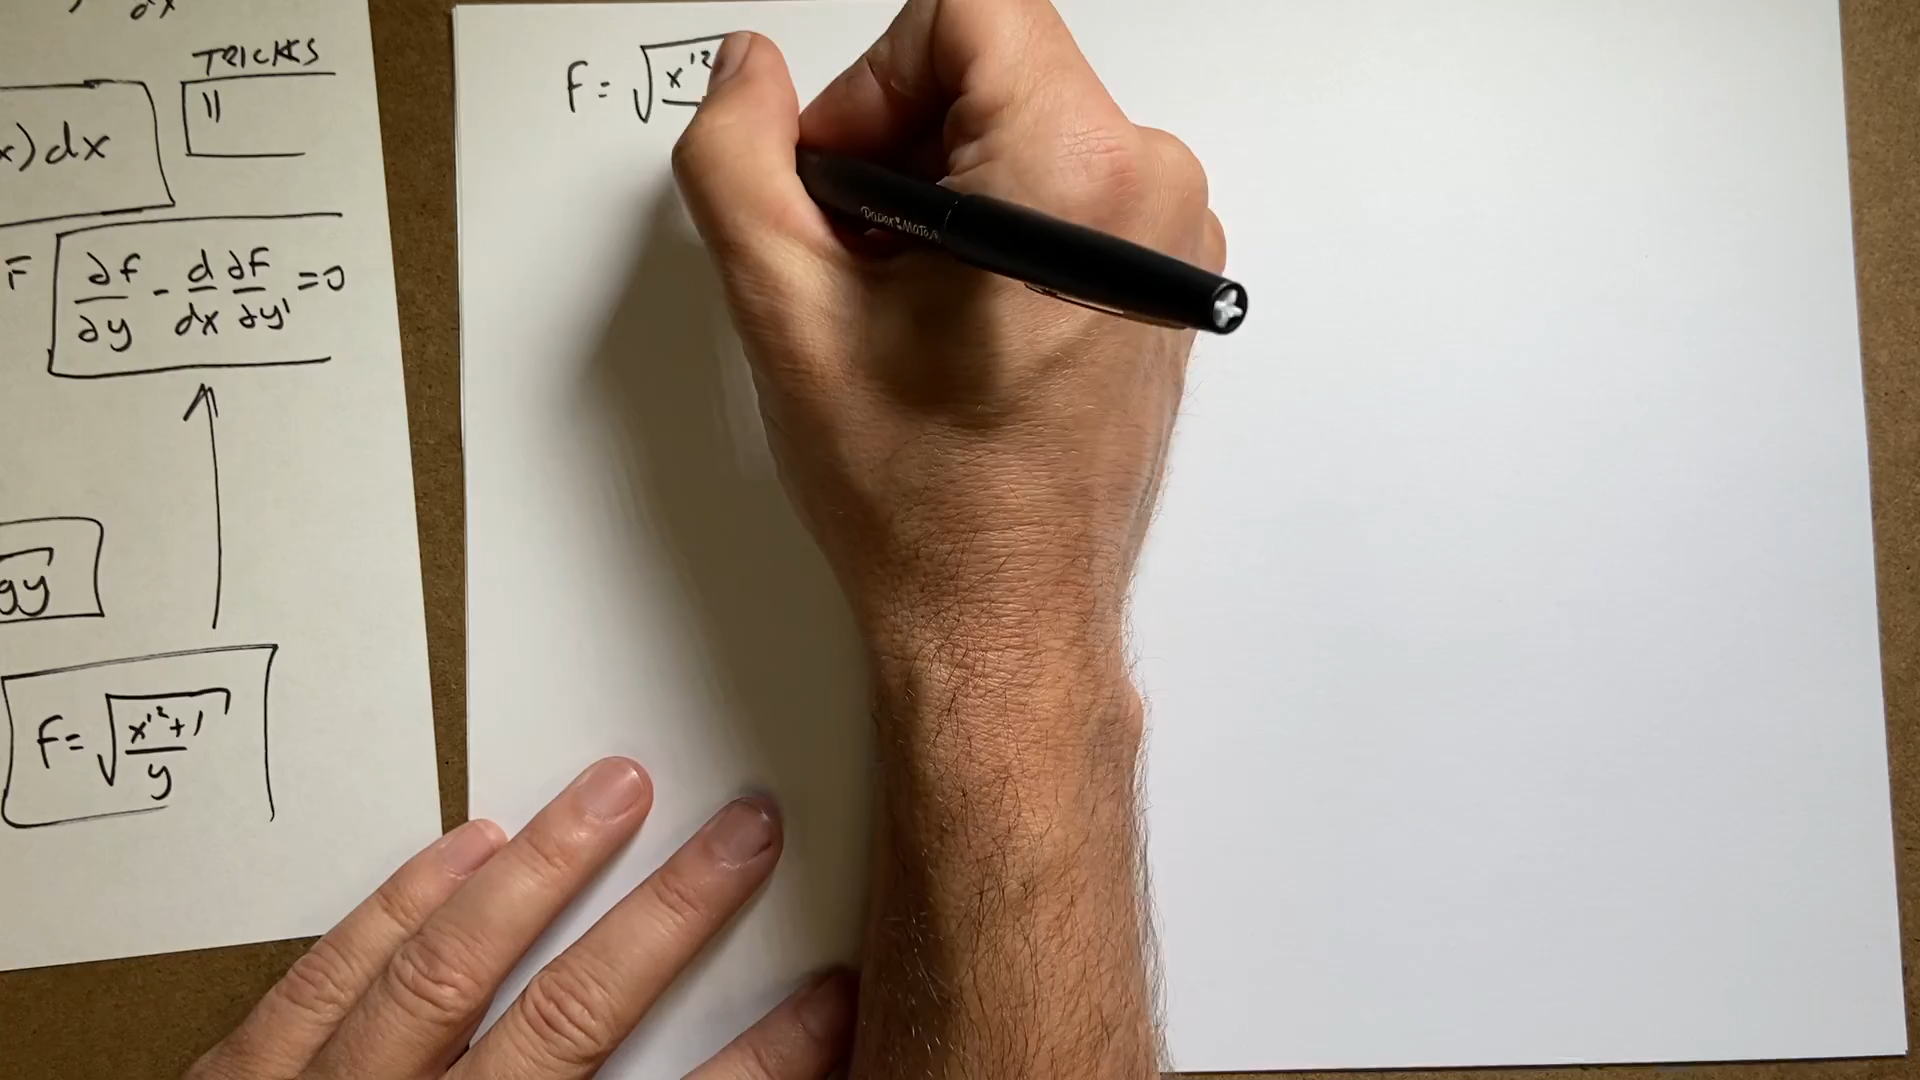 ∂x
TRICKS
x)dx
∂F/∂y - d/dx ∂F/∂y' = 0
gy
F = √((x'² + 1)/y)
F = √(x'²
Paper Mate